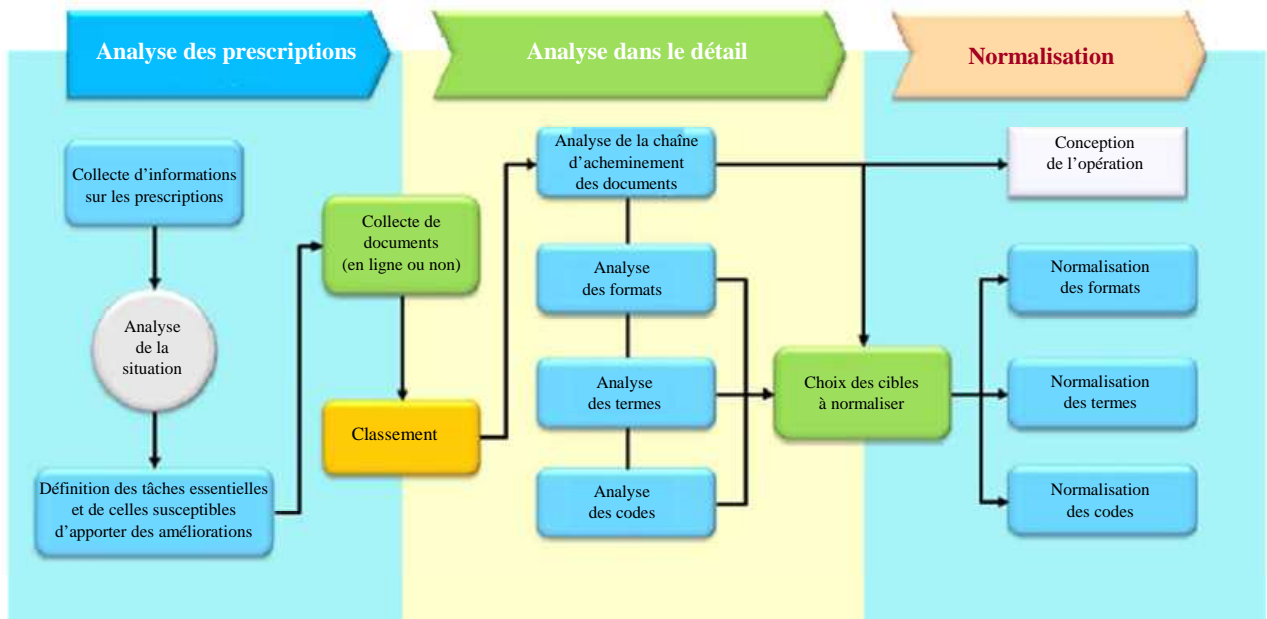 Analyse des prescriptions
Analyse dans le détail
Normalisation
Collecte d’informations
sur les prescriptions
Analyse
de la
situation
Définition des tâches essentielles
et de celles susceptibles
d’apporter des améliorations
Collecte de
documents
(en ligne ou non)
Classement
Analyse de la chaîne
d’acheminement
des documents
Analyse
des formats
Analyse
des termes
Analyse
des codes
Choix des cibles
à normaliser
Conception
de l’opération
Normalisation
des formats
Normalisation
des termes
Normalisation
des codes